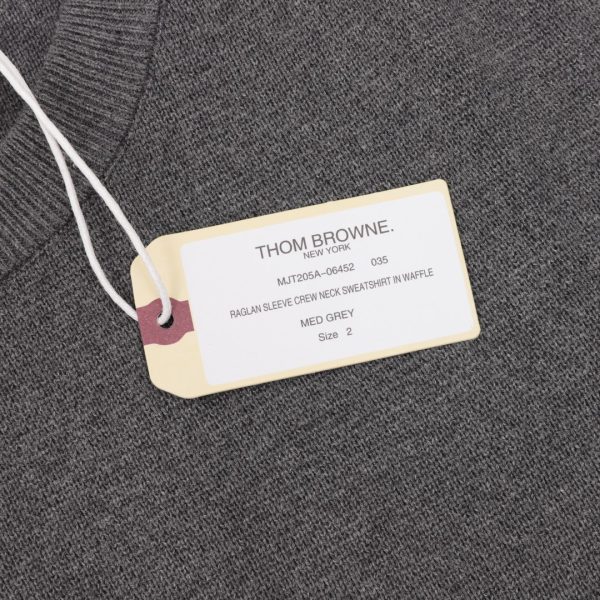 THOM BROWNE.
NEW YORK
MJT205A-06452 035
RAGLAN SLEEVE CREW NECK SWEATSHIRT IN WAFFLE
MED GREY
Size 2